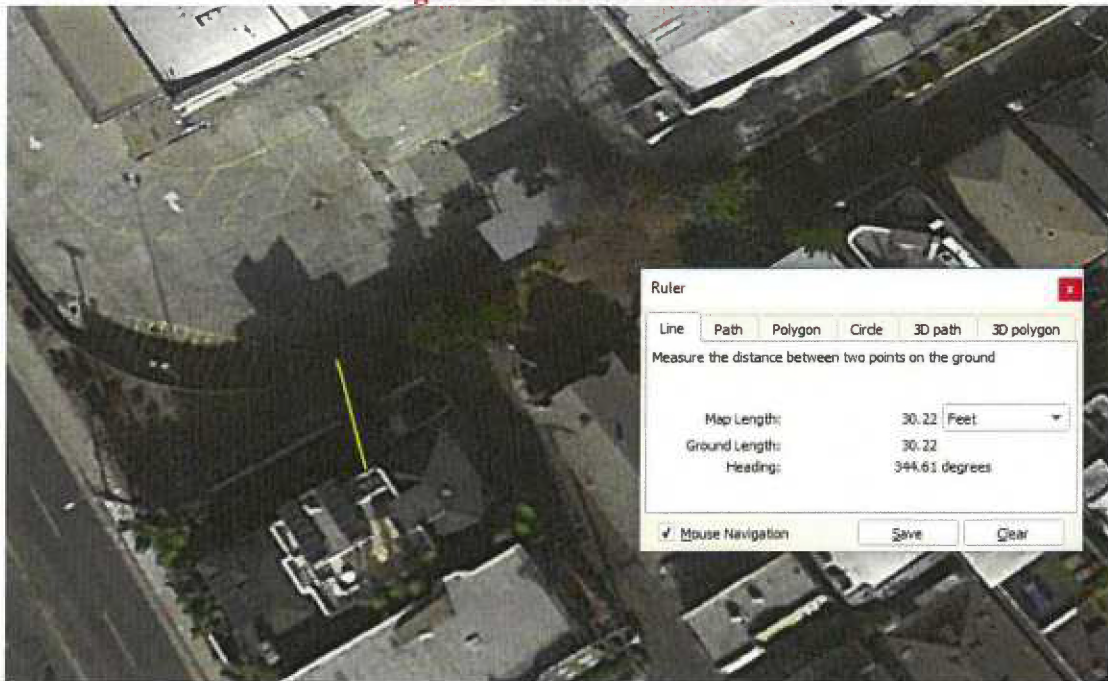 Ruler
x
Line Path Polygon Circle 3D path 3D polygon
Measure the distance between two points on the ground
Map Length: 30.22 Feet
Ground Length: 30.22
Heading: 344.61 degrees
Mouse Navigation Save Clear